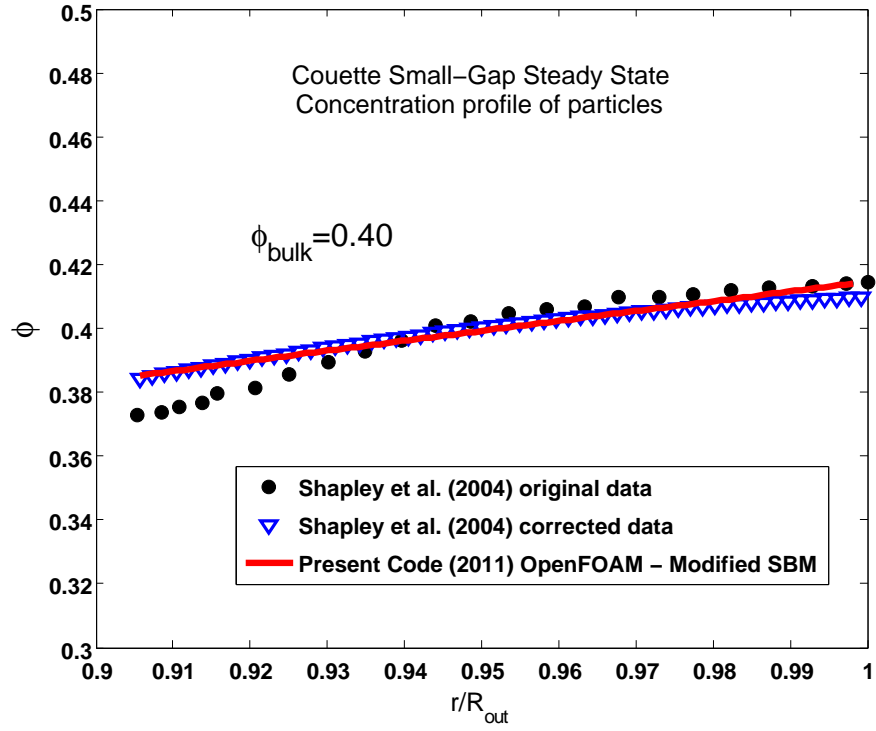 0.5
0.48
0.46
0.44
0.42
0.4
0.38
0.36
0.34
0.32
0.3
ϕ
Couette Small−Gap Steady State
Concentration profile of particles
ϕbulk=0.40
Shapley et al. (2004) original data
Shapley et al. (2004) corrected data
Present Code (2011) OpenFOAM − Modified SBM
0.9 0.91 0.92 0.93 0.94 0.95 0.96 0.97 0.98 0.99 1
r/Rout